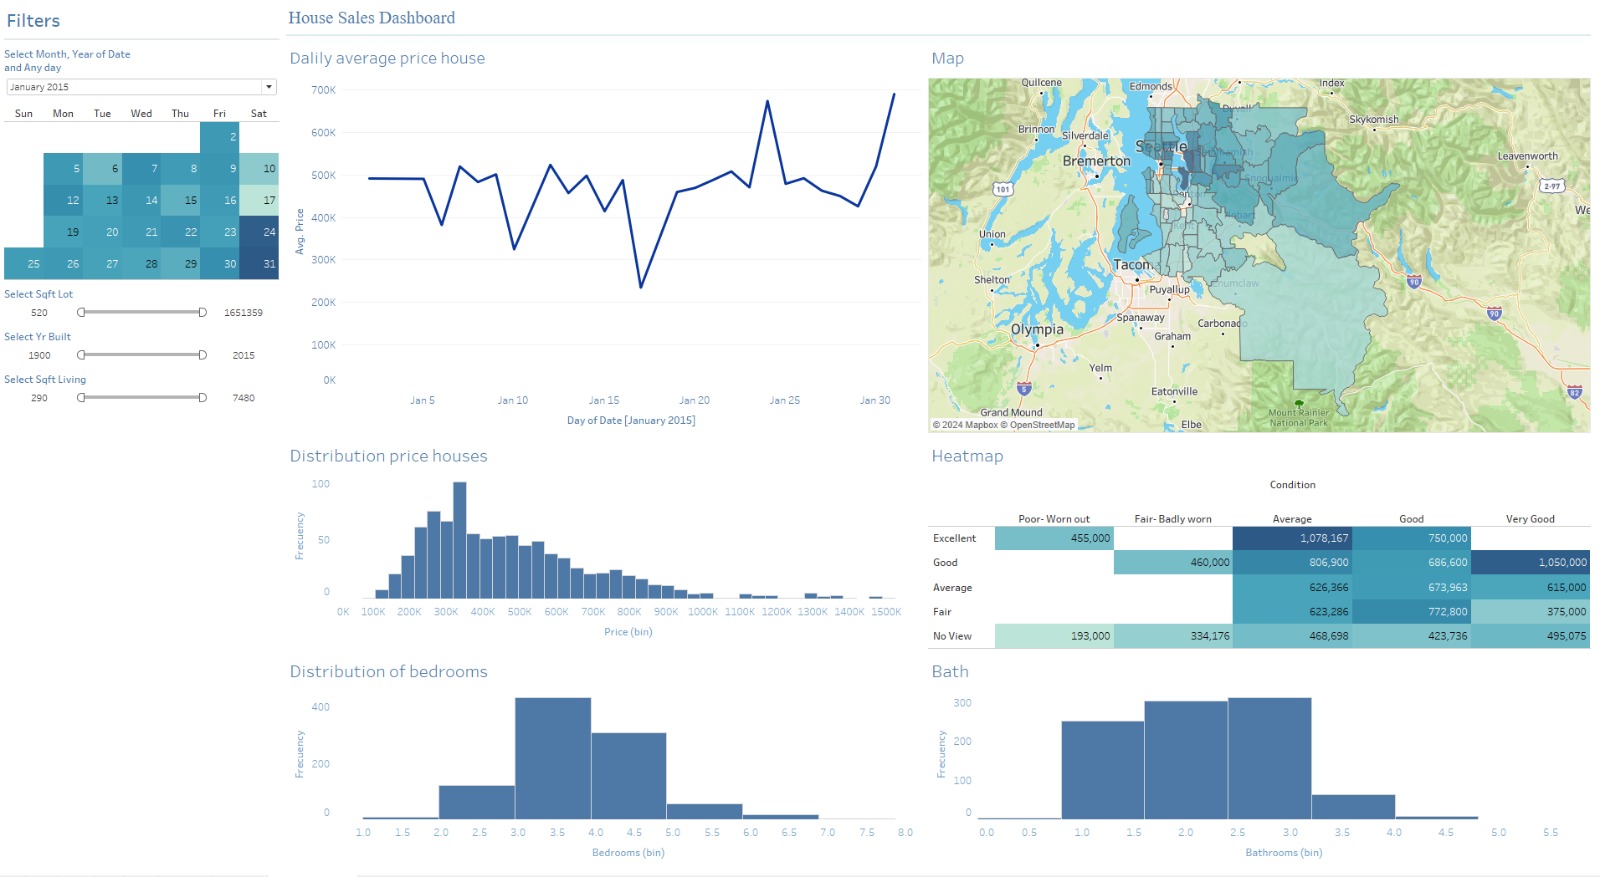 Filters
House Sales Dashboard
Select Month, Year of Date
and Any day
January 2015
Sun Mon Tue Wed Thu Fri Sat
2
5 6 7 8 9 10
12 13 14 15 16 17
19 20 21 22 23 24
25 26 27 28 29 30 31
Select Sqft Lot
520 1651359
Select Yr Built
1900 2015
Select Sqft Living
290 7480
Dalily average price house
700K
600K
500K
400K
300K
200K
100K
0K
Avg. Price
Jan 5 Jan 10 Jan 15 Jan 20 Jan 25 Jan 30
Day of Date [January 2015]
Map
Quilcene
Edmonds
Index
Duvall
Skykomish
Brinnon
Silverdale
Seattle
Sammamish
Leavenworth
Bremerton
Snoqualmie
101
2-97
Hobart
Union
Tacom
Shelton
Puyallup
Enumclaw
90
90
Spanaway
Olympia
Carbonado
Graham
Yelm
Eatonville
5
82
Grand Mound
Mount Rainier
National Park
Elbe
© 2024 Mapbox © OpenStreetMap
Distribution price houses
100
50
0
Frecuency
0K 100K 200K 300K 400K 500K 600K 700K 800K 900K 1000K 1100K 1200K 1300K 1400K 1500K
Price (bin)
Heatmap
Condition
Poor- Worn out Fair- Badly worn Average Good Very Good
Excellent 455,000 1,078,167 750,000
Good 460,000 806,900 686,600 1,050,000
Average 626,366 673,963 615,000
Fair 623,286 772,800 375,000
No View 193,000 334,176 468,698 423,736 495,075
Distribution of bedrooms
400
200
0
Frecuency
1.0 1.5 2.0 2.5 3.0 3.5 4.0 4.5 5.0 5.5 6.0 6.5 7.0 7.5 8.0
Bedrooms (bin)
Bath
300
200
100
0
Frecuency
0.0 0.5 1.0 1.5 2.0 2.5 3.0 3.5 4.0 4.5 5.0 5.5
Bathrooms (bin)